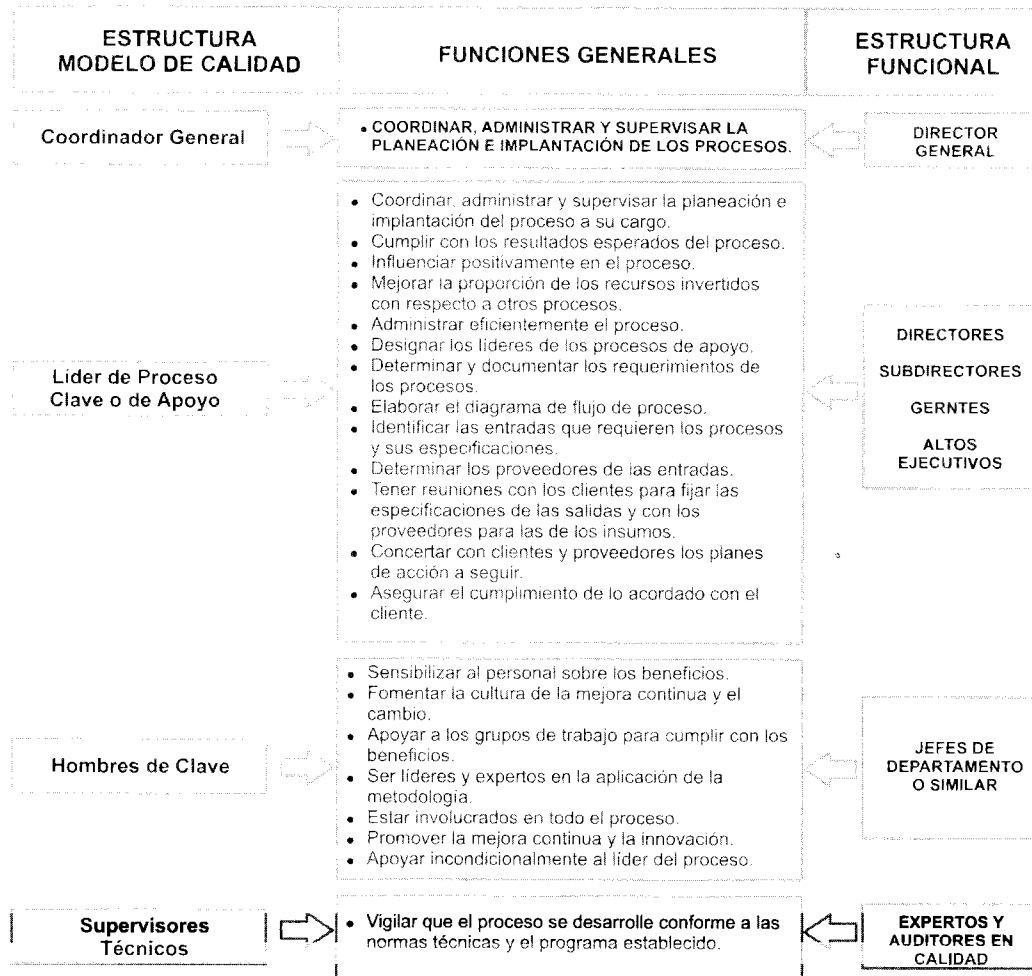 ESTRUCTURA
MODELO DE CALIDAD
FUNCIONES GENERALES
ESTRUCTURA
FUNCIONAL
Coordinador General
• COORDINAR, ADMINISTRAR Y SUPERVISAR LA
PLANEACIÓN E IMPLANTACIÓN DE LOS PROCESOS.
DIRECTOR
GENERAL
Líder de Proceso
Clave o de Apoyo
• Coordinar, administrar y supervisar la planeación e
implantación del proceso a su cargo.
• Cumplir con los resultados esperados del proceso.
• Influenciar positivamente en el proceso.
• Mejorar la proporción de los recursos invertidos
con respecto a otros procesos.
• Administrar eficientemente el proceso.
• Designar los líderes de los procesos de apoyo.
• Determinar y documentar los requerimientos de
los procesos.
• Elaborar el diagrama de flujo de proceso.
• Identificar las entradas que requieren los procesos
y sus especificaciones.
• Determinar los proveedores de las entradas.
• Tener reuniones con los clientes para fijar las
especificaciones de las salidas y con los
proveedores para las de los insumos.
• Concertar con clientes y proveedores los planes
de acción a seguir.
• Asegurar el cumplimiento de lo acordado con el
cliente.
DIRECTORES
SUBDIRECTORES
GERNTES
ALTOS
EJECUTIVOS
Hombres de Clave
• Sensibilizar al personal sobre los beneficios.
• Fomentar la cultura de la mejora continua y el
cambio.
• Apoyar a los grupos de trabajo para cumplir con los
beneficios.
• Ser líderes y expertos en la aplicación de la
metodología.
• Estar involucrados en todo el proceso.
• Promover la mejora continua y la innovación.
• Apoyar incondicionalmente al líder del proceso.
JEFES DE
DEPARTAMENTO
O SIMILAR
Supervisores
Técnicos
• Vigilar que el proceso se desarrolle conforme a las
normas técnicas y el programa establecido.
EXPERTOS Y
AUDITORES EN
CALIDAD